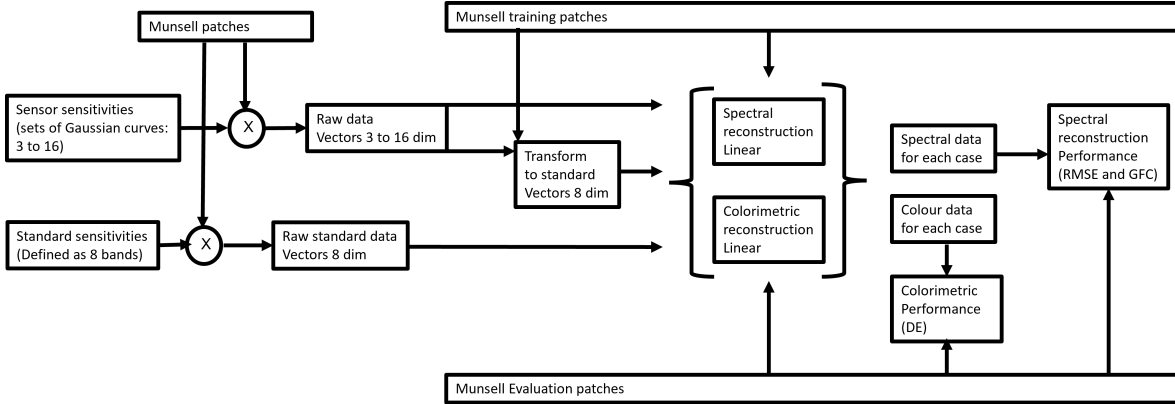 Munsell patches
Munsell training patches
Sensor sensitivities
(sets of Gaussian curves:
3 to 16)
X
Raw data
Vectors 3 to 16 dim
Transform
to standard
Vectors 8 dim
Standard sensitivities
(Defined as 8 bands)
X
Raw standard data
Vectors 8 dim
Spectral
reconstruction
Linear
Colorimetric
reconstruction
Linear
Spectral data
for each case
Spectral
reconstruction
Performance
(RMSE and GFC)
Colour data
for each case
Colorimetric
Performance
(DE)
Munsell Evaluation patches